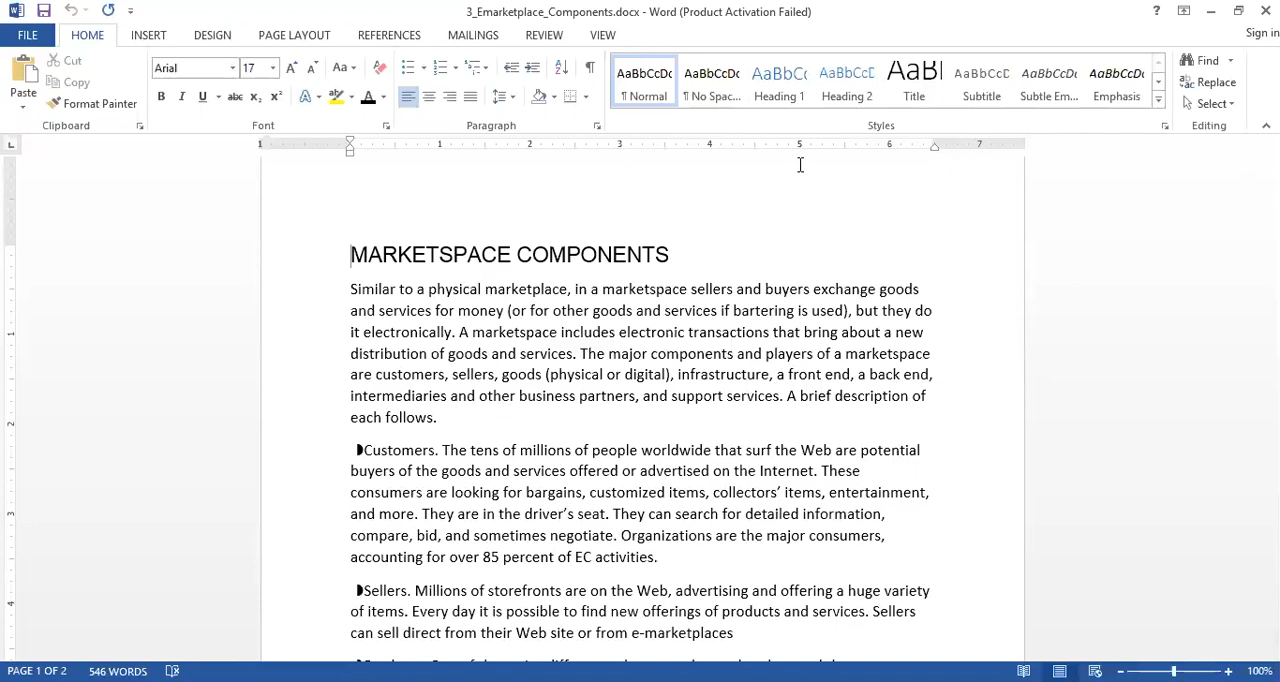 3_Emarketplace_Components.docx - Word (Product Activation Failed)
?
FILE HOME INSERT DESIGN PAGE LAYOUT REFERENCES MAILINGS REVIEW VIEW Sign in
Paste
Cut
Copy
Format Painter
Clipboard
Arial 17
Font
Paragraph
AaBbCcDc AaBbCcDc AaBbCc AaBbCcE AaBl AaBbCcD AaBbCcDc AaBbCcDc
¶ Normal ¶ No Spac... Heading 1 Heading 2 Title Subtitle Subtle Em... Emphasis
Styles
Find
Replace
Select
Editing
1 1 2 3 4 5 6 7
1
2
3
4
MARKETSPACE COMPONENTS
Similar to a physical marketplace, in a marketspace sellers and buyers exchange goods
and services for money (or for other goods and services if bartering is used), but they do
it electronically. A marketspace includes electronic transactions that bring about a new
distribution of goods and services. The major components and players of a marketspace
are customers, sellers, goods (physical or digital), infrastructure, a front end, a back end,
intermediaries and other business partners, and support services. A brief description of
each follows.
◗Customers. The tens of millions of people worldwide that surf the Web are potential
buyers of the goods and services offered or advertised on the Internet. These
consumers are looking for bargains, customized items, collectors’ items, entertainment,
and more. They are in the driver’s seat. They can search for detailed information,
compare, bid, and sometimes negotiate. Organizations are the major consumers,
accounting for over 85 percent of EC activities.
◗Sellers. Millions of storefronts are on the Web, advertising and offering a huge variety
of items. Every day it is possible to find new offerings of products and services. Sellers
can sell direct from their Web site or from e-marketplaces
PAGE 1 OF 2 546 WORDS 100%